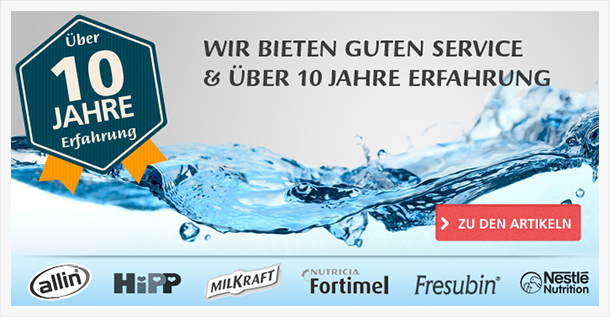 Über
10
JAHRE
Erfahrung
WIR BIETEN GUTEN SERVICE
& ÜBER 10 JAHRE ERFAHRUNG
ZU DEN ARTIKELN
allin®
HiPP
MILKRAFT
NUTRICIA
Fortimel
Fresubin®
Nestlé
Nutrition